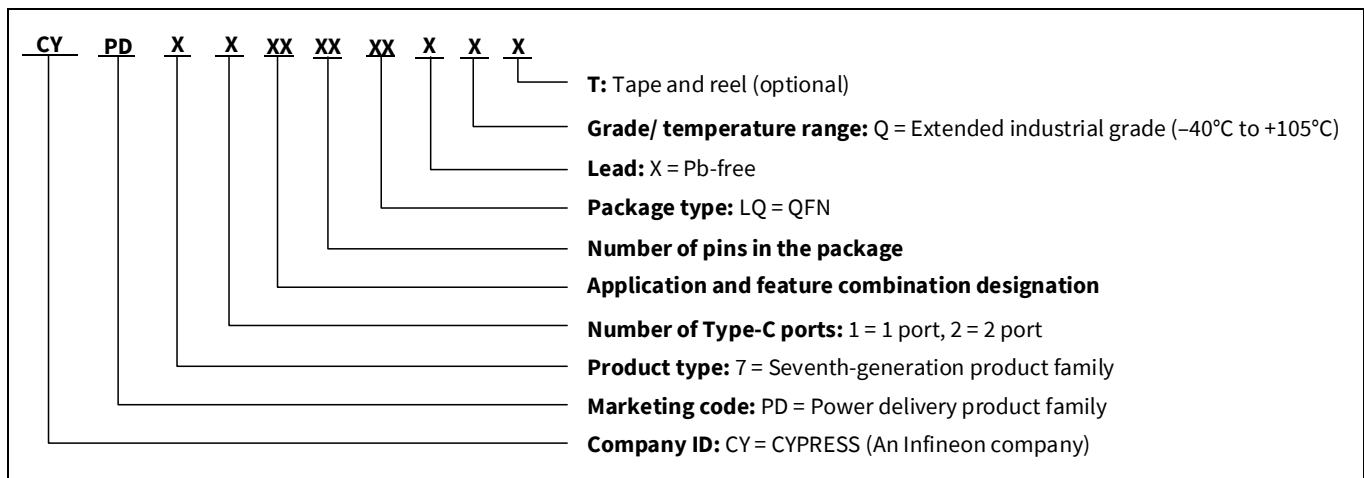 CY PD X X XX XX XX X X X
T: Tape and reel (optional)
Grade/ temperature range: Q = Extended industrial grade (–40°C to +105°C)
Lead: X = Pb-free
Package type: LQ = QFN
Number of pins in the package
Application and feature combination designation
Number of Type-C ports: 1 = 1 port, 2 = 2 port
Product type: 7 = Seventh-generation product family
Marketing code: PD = Power delivery product family
Company ID: CY = CYPRESS (An Infineon company)